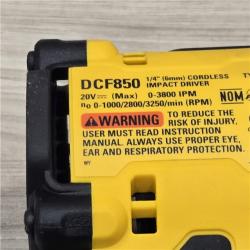 DCF850 1/4" (6mm) CORDLESS IMPACT DRIVER
20V ⎓ (Max) 0-3800 IPM
n0 0-1000/2800/3250/min (RPM)
NOM
WARNING TO REDUCE
RISK OF INJURY,
USER MUST READ INSTRUCTION
MANUAL. ALWAYS USE PROPER EYE,
EAR AND RESPIRATORY PROTECTION.
MY